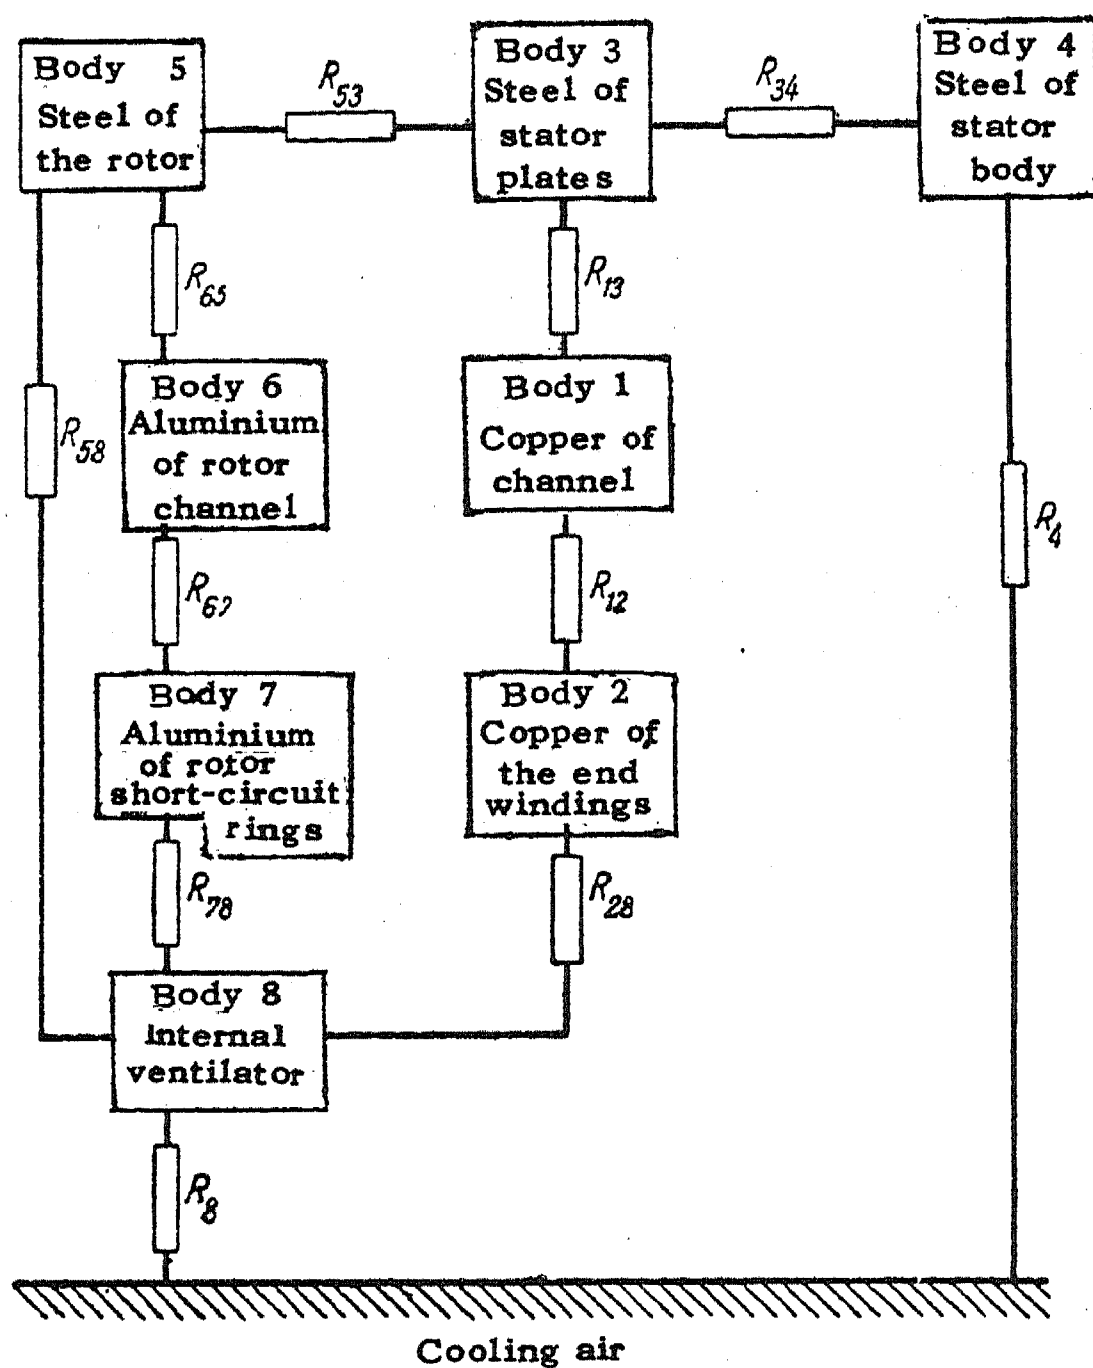 Body 5
Steel of
the rotor
R53
Body 3
Steel of
stator
plates
R34
Body 4
Steel of
stator
body
R65
R13
R58
Body 6
Aluminium
of rotor
channel
Body 1
Copper of
channel
R4
R67
R12
Body 7
Aluminium
of rotor
short-circuit
rings
Body 2
Copper of
the end
windings
R78
R28
Body 8
Internal
ventilator
R8
Cooling air